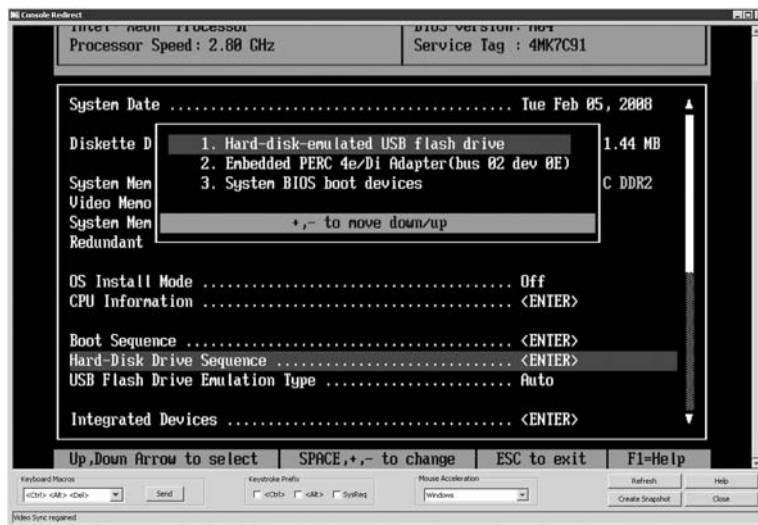 Console Redirect
Intel® Xeon™ Processor
BIOS Version: A04
Processor Speed: 2.80 GHz
Service Tag : 4MK7C91
System Date ........................................... Tue Feb 05, 2008
Diskette D
1.44 MB
System Mem
C DDR2
Video Memo
System Mem
Redundant
1. Hard-disk-emulated USB flash drive
2. Embedded PERC 4e/Di Adapter(bus 02 dev 0E)
3. System BIOS boot devices
+,- to move down/up
OS Install Mode ....................................... Off
CPU Information ....................................... <ENTER>
Boot Sequence ......................................... <ENTER>
Hard-Disk Drive Sequence .............................. <ENTER>
USB Flash Drive Emulation Type ........................ Auto
Integrated Devices .................................... <ENTER>
Up,Down Arrow to select
SPACE,+,- to change
ESC to exit
F1=Help
Keyboard Macros
<Ctrl> <Alt> <Del>
Send
Keystroke Prefix
<Ctrl>
<Alt>
SysReq
Mouse Acceleration
Windows
Refresh
Help
Create Snapshot
Close
Video Sync regained